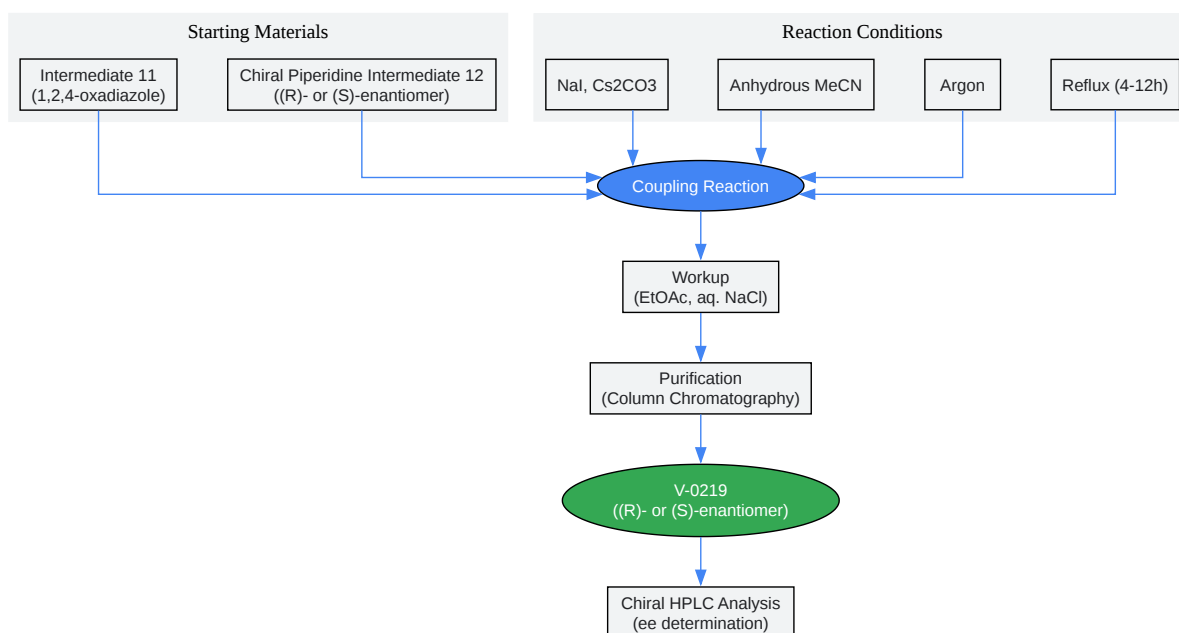 Starting Materials
Reaction Conditions
Intermediate 11
(1,2,4-oxadiazole)
Chiral Piperidine Intermediate 12
((R)- or (S)-enantiomer)
NaI, Cs2CO3
Anhydrous MeCN
Argon
Reflux (4-12h)
Coupling Reaction
Workup
(EtOAc, aq. NaCl)
Purification
(Column Chromatography)
V-0219
((R)- or (S)-enantiomer)
Chiral HPLC Analysis
(ee determination)